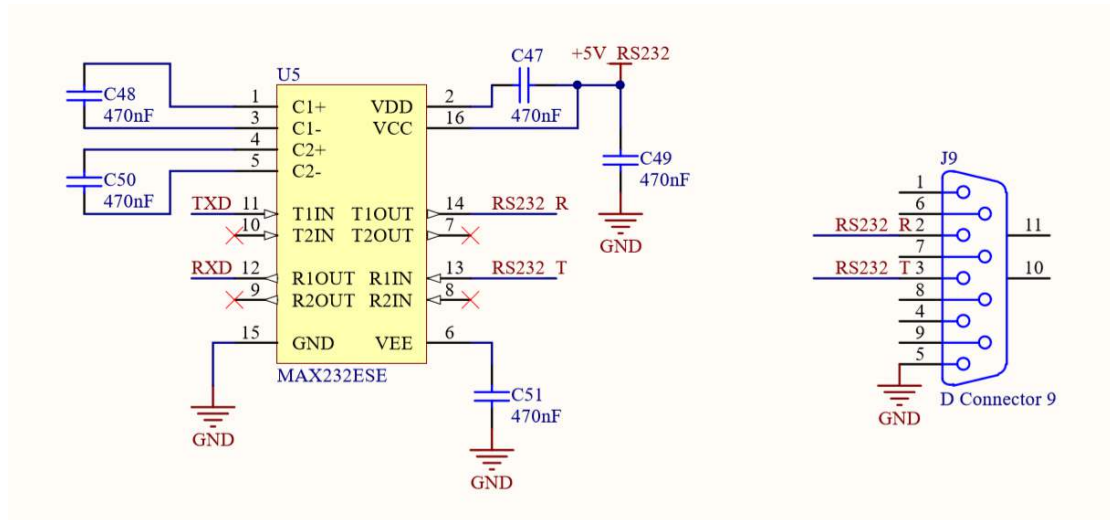 C48
470nF
C50
470nF
U5
1 C1+ VDD 2
3 C1- VCC 16
4 C2+
5 C2-
TXD 11 T1IN T1OUT 14 RS232_R
10 T2IN T2OUT 7
RXD 12 R1OUT R1IN 13 RS232_T
9 R2OUT R2IN 8
15 GND VEE 6
MAX232ESE
GND
C47
470nF
+5V_RS232
C49
470nF
GND
C51
470nF
GND
J9
1
6
RS232_R 2
7
RS232_T 3
8
4
9
5
11
10
GND
D Connector 9